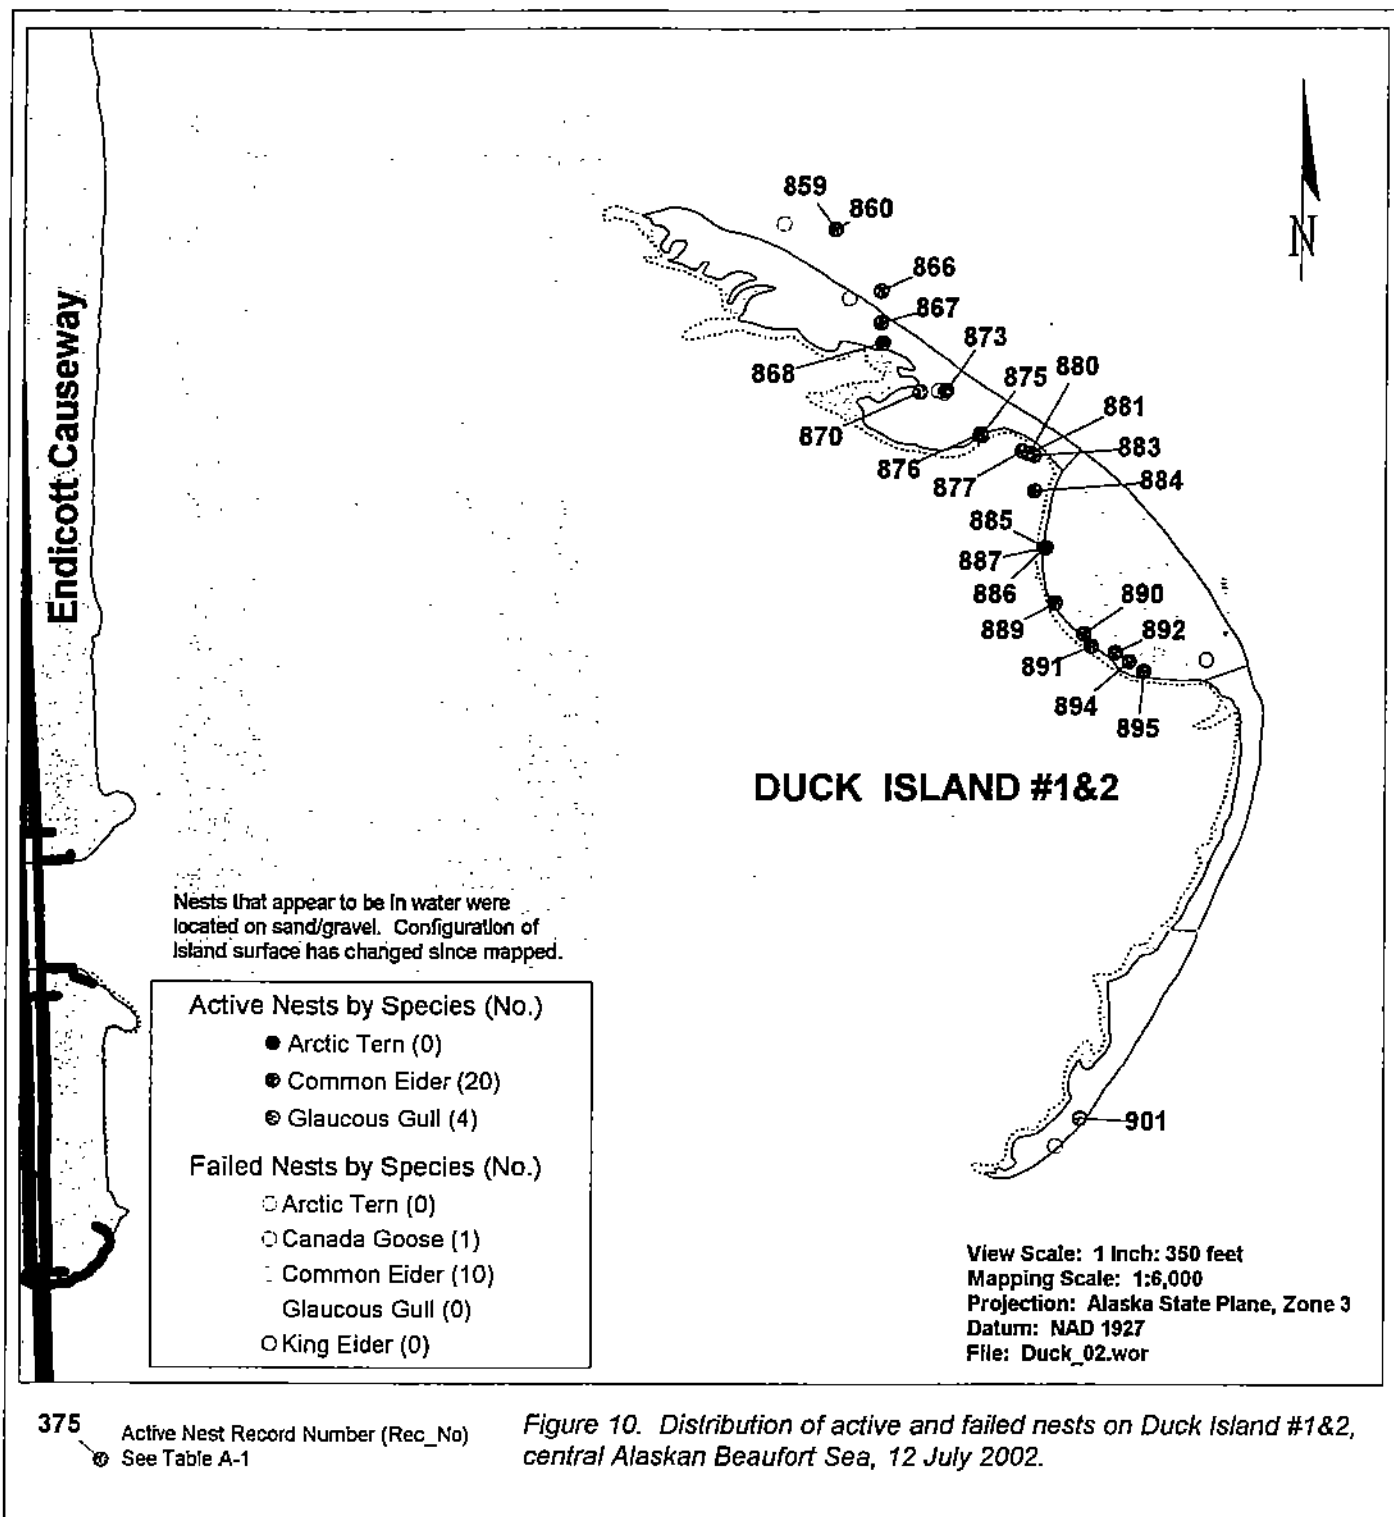 859
860
N
866
867
873
868
880
875
881
870
883
876
877
884
885
887
886
889
890
892
891
894
895
Endicott Causeway
DUCK ISLAND #1&2
Nests that appear to be in water were
located on sand/gravel. Configuration of
island surface has changed since mapped.
Active Nests by Species (No.)
Arctic Tern (0)
Common Eider (20)
Glaucous Gull (4)
Failed Nests by Species (No.)
Arctic Tern (0)
Canada Goose (1)
Common Eider (10)
Glaucous Gull (0)
King Eider (0)
901
View Scale: 1 inch: 350 feet
Mapping Scale: 1:6,000
Projection: Alaska State Plane, Zone 3
Datum: NAD 1927
File: Duck_02.wor
375
Active Nest Record Number (Rec_No)
See Table A-1
Figure 10. Distribution of active and failed nests on Duck Island #1&2,
central Alaskan Beaufort Sea, 12 July 2002.